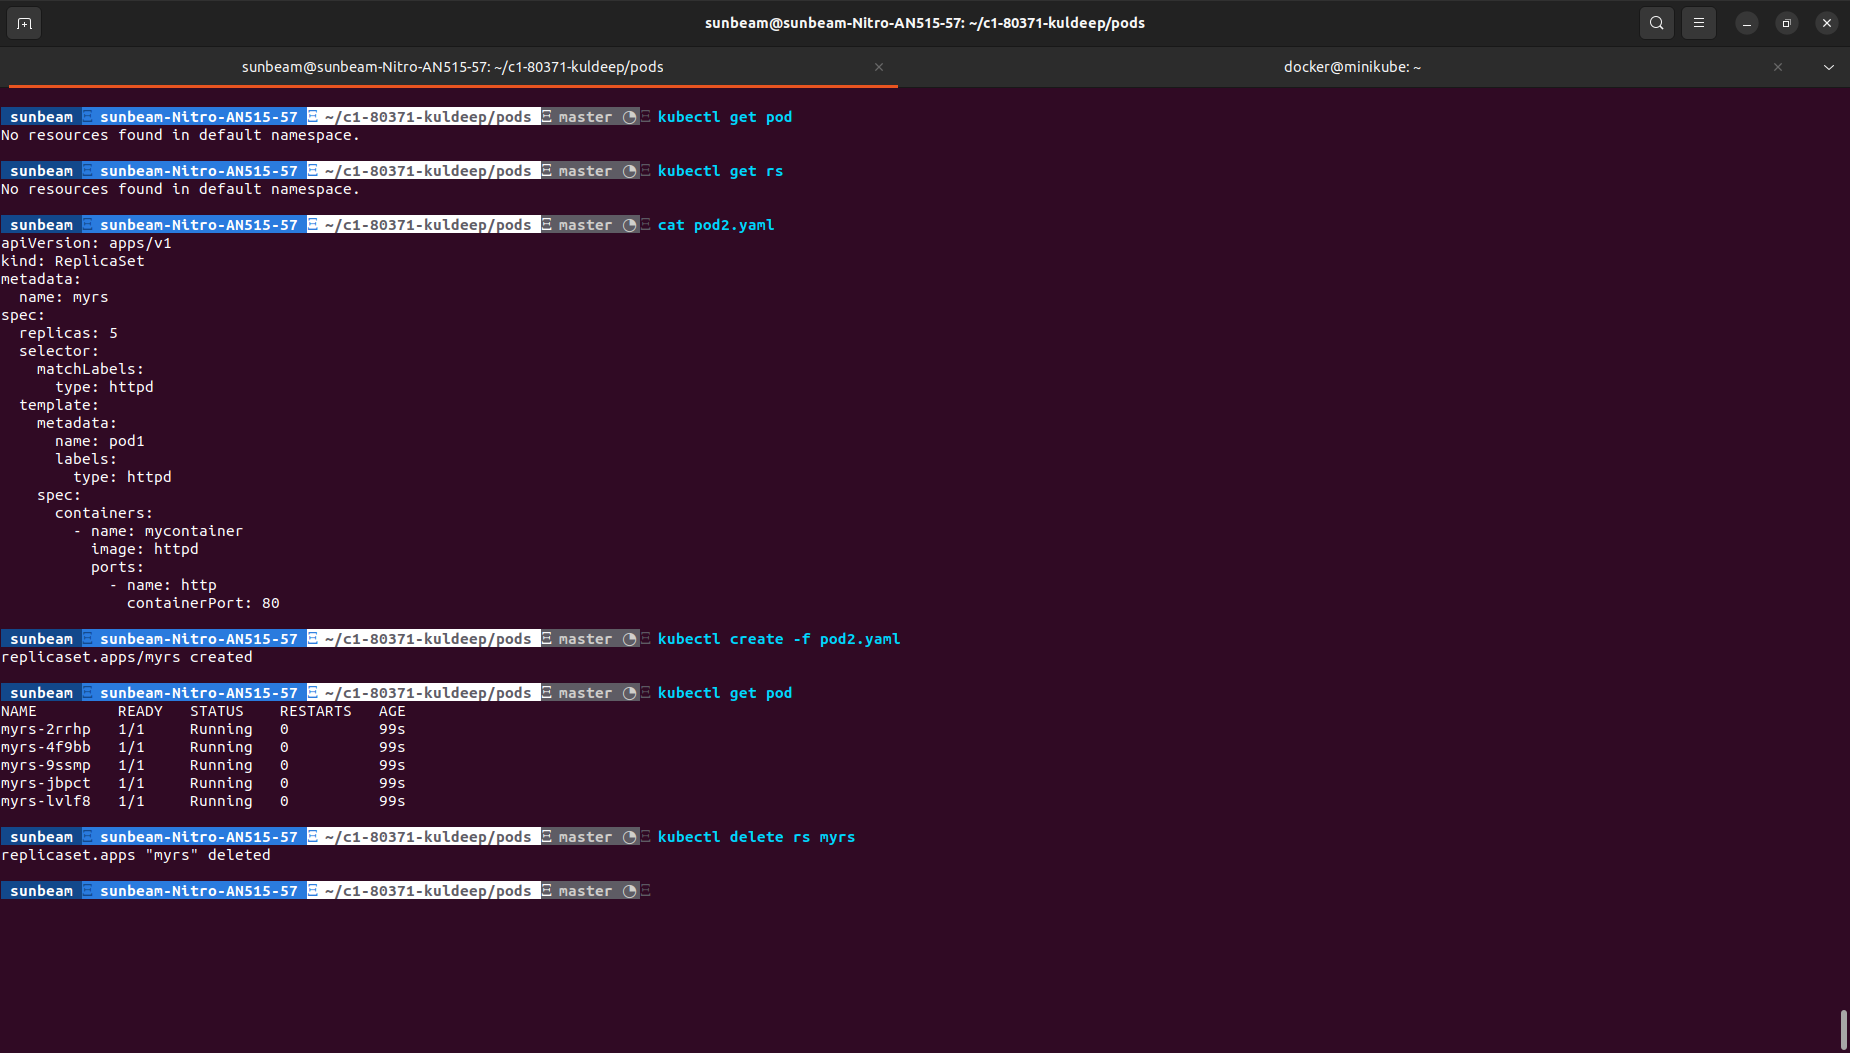 sunbeam@sunbeam-Nitro-AN515-57: ~/c1-80371-kuldeep/pods
sunbeam@sunbeam-Nitro-AN515-57: ~/c1-80371-kuldeep/pods
docker@minikube: ~
sunbeam sunbeam-Nitro-AN515-57 ~/c1-80371-kuldeep/pods master kubectl get pod
No resources found in default namespace.
sunbeam sunbeam-Nitro-AN515-57 ~/c1-80371-kuldeep/pods master kubectl get rs
No resources found in default namespace.
sunbeam sunbeam-Nitro-AN515-57 ~/c1-80371-kuldeep/pods master cat pod2.yaml
apiVersion: apps/v1
kind: ReplicaSet
metadata:
  name: myrs
spec:
  replicas: 5
  selector:
    matchLabels:
      type: httpd
  template:
    metadata:
      name: pod1
      labels:
        type: httpd
    spec:
      containers:
        - name: mycontainer
          image: httpd
          ports:
            - name: http
              containerPort: 80
sunbeam sunbeam-Nitro-AN515-57 ~/c1-80371-kuldeep/pods master kubectl create -f pod2.yaml
replicaset.apps/myrs created
sunbeam sunbeam-Nitro-AN515-57 ~/c1-80371-kuldeep/pods master kubectl get pod
NAME         READY   STATUS    RESTARTS   AGE
myrs-2rrhp   1/1     Running   0          99s
myrs-4f9bb   1/1     Running   0          99s
myrs-9ssmp   1/1     Running   0          99s
myrs-jbpct   1/1     Running   0          99s
myrs-lvlf8   1/1     Running   0          99s
sunbeam sunbeam-Nitro-AN515-57 ~/c1-80371-kuldeep/pods master kubectl delete rs myrs
replicaset.apps "myrs" deleted
sunbeam sunbeam-Nitro-AN515-57 ~/c1-80371-kuldeep/pods master